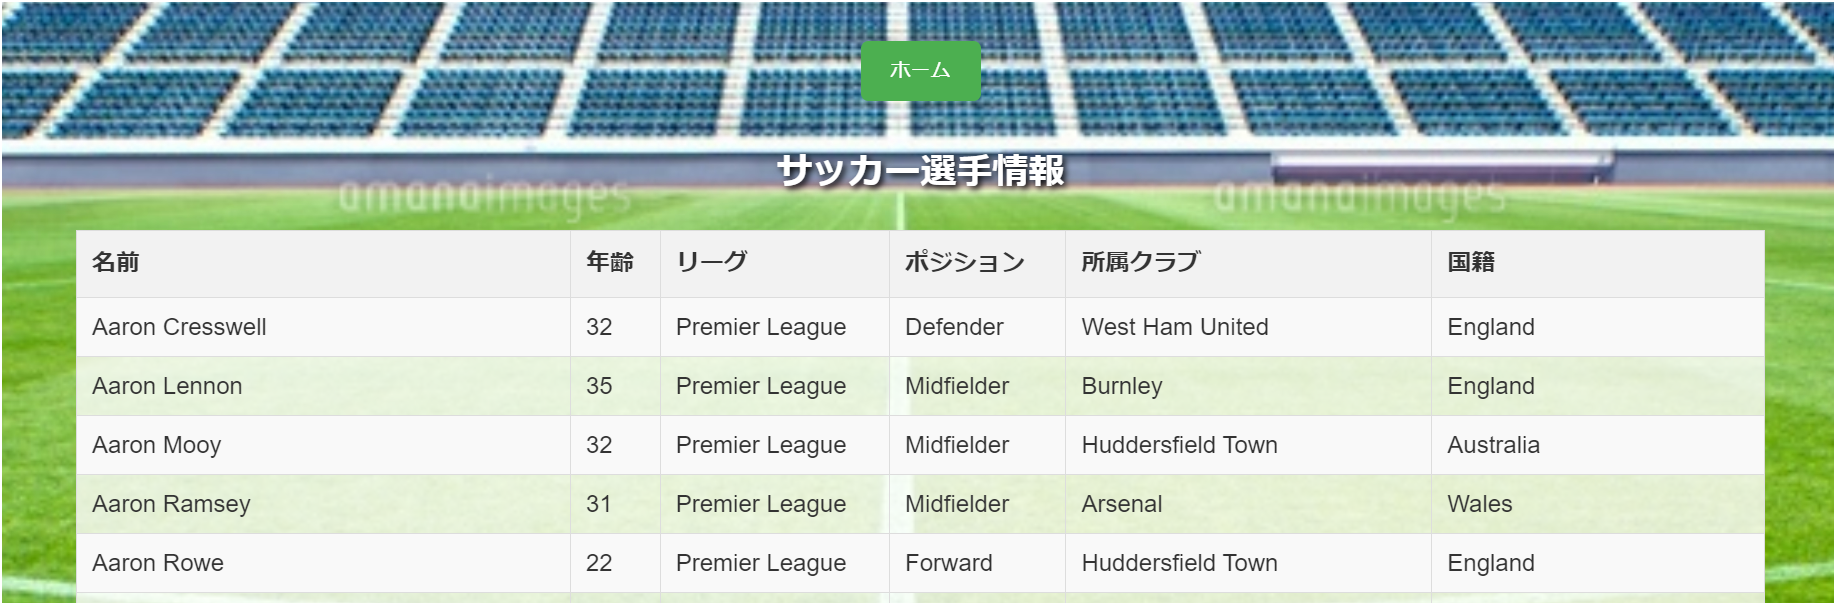 ホーム
サッカー選手情報
amanaimages amanaimages
名前 年齢 リーグ ポジション 所属クラブ 国籍
Aaron Cresswell 32 Premier League Defender West Ham United England
Aaron Lennon 35 Premier League Midfielder Burnley England
Aaron Mooy 32 Premier League Midfielder Huddersfield Town Australia
Aaron Ramsey 31 Premier League Midfielder Arsenal Wales
Aaron Rowe 22 Premier League Forward Huddersfield Town England